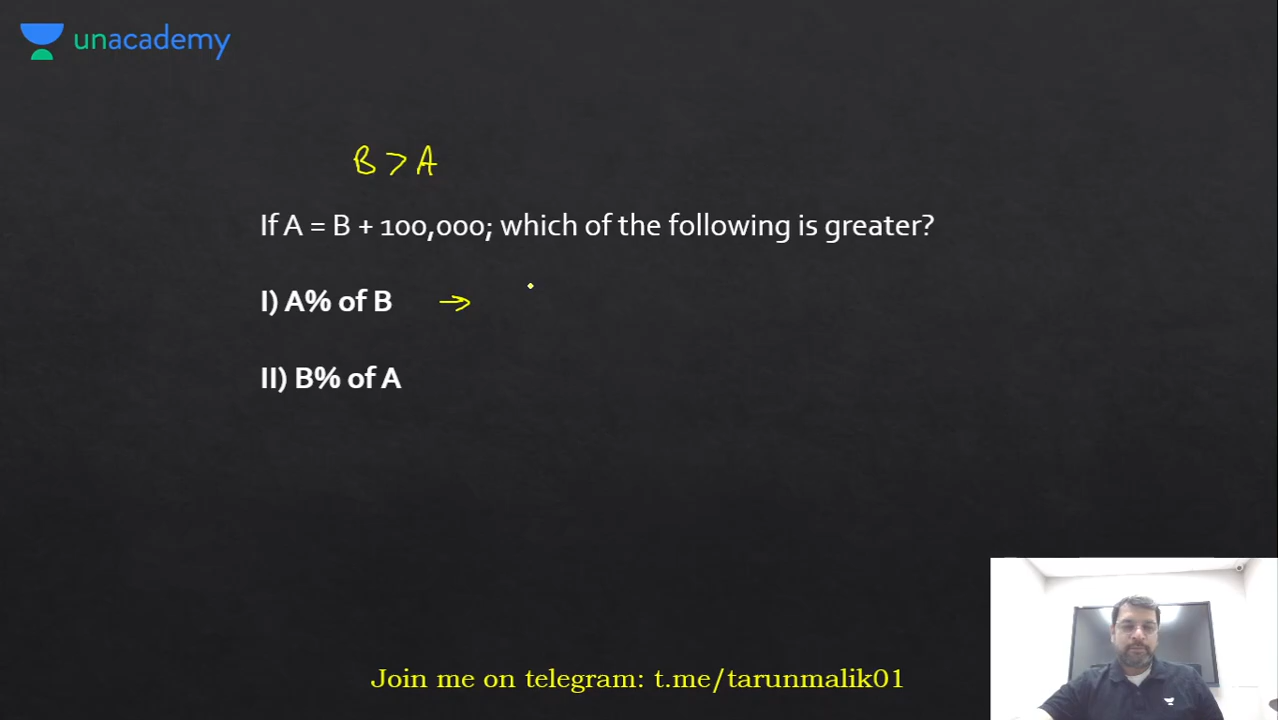 unacademy
B > A
If A = B + 100,000; which of the following is greater?
I) A% of B →
II) B% of A
Join me on telegram: t.me/tarunmalik01